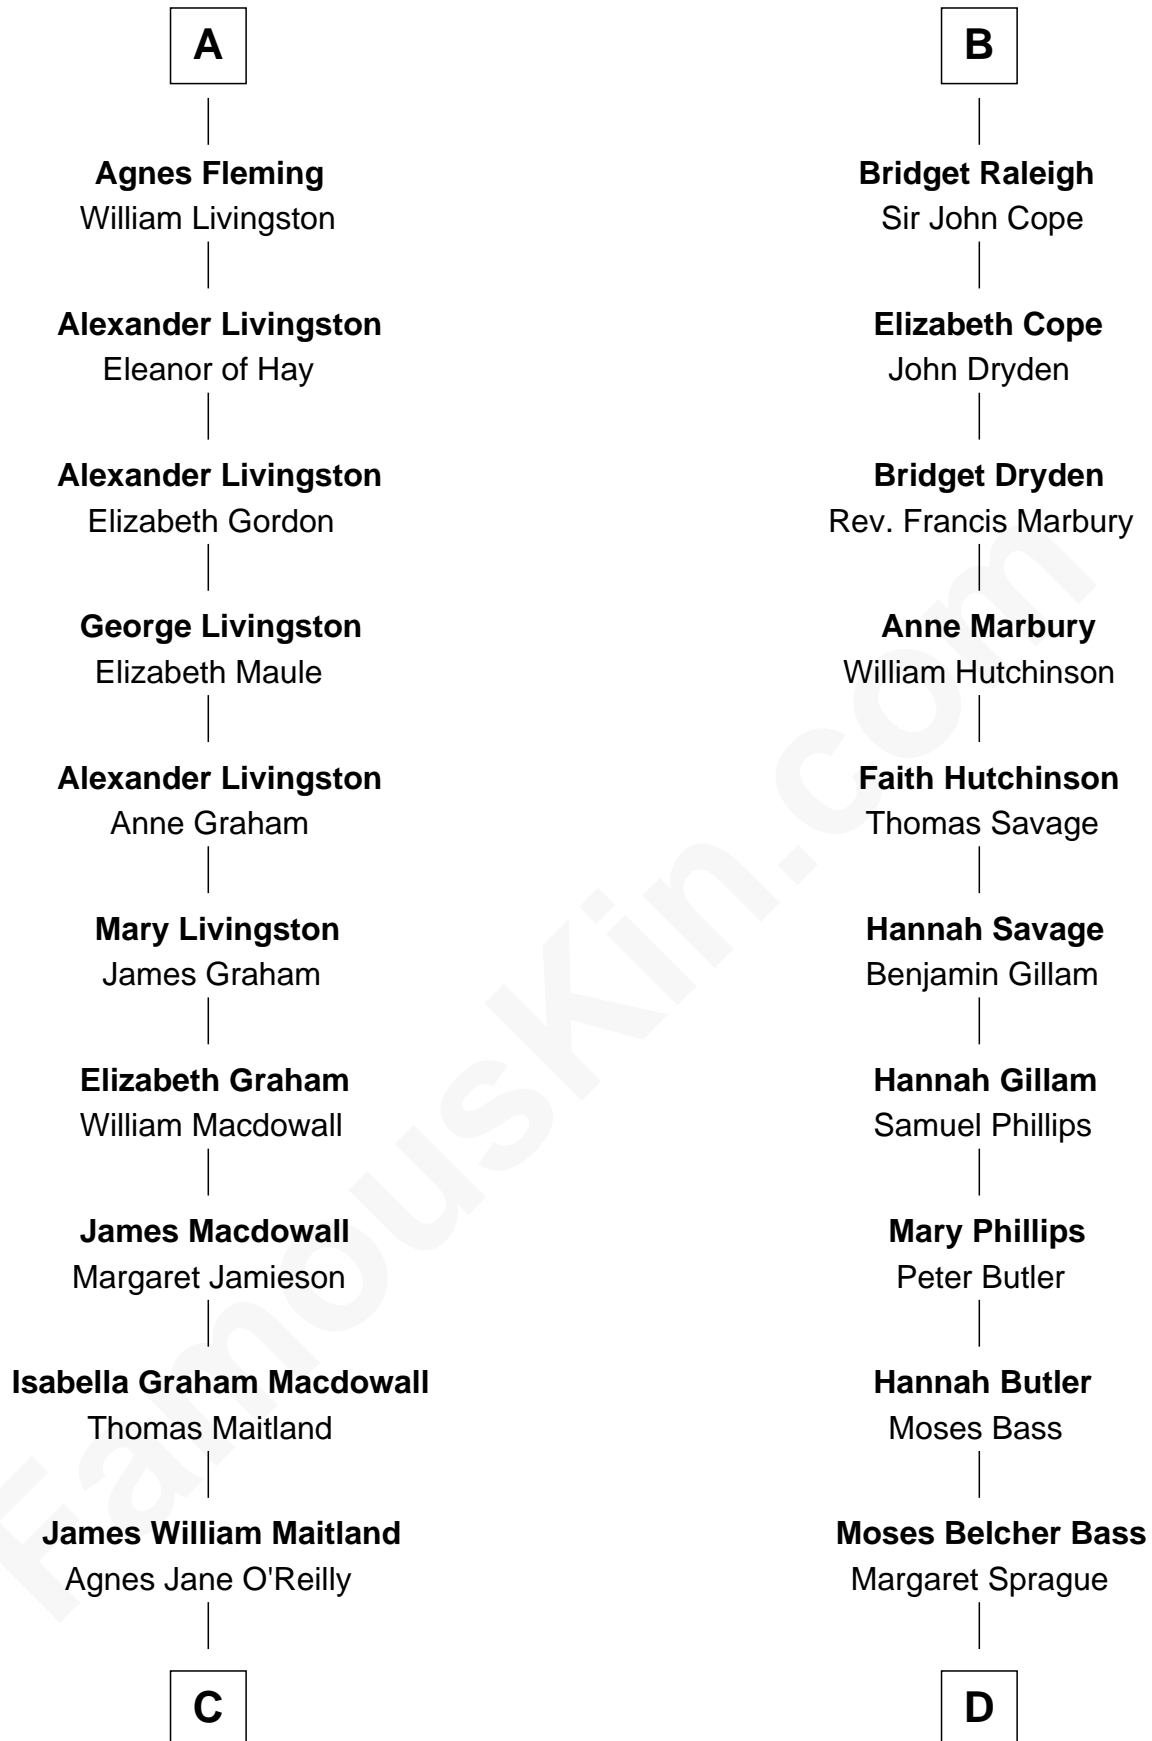 A
Agnes Fleming
William Livingston
Alexander Livingston
Eleanor of Hay
Alexander Livingston
Elizabeth Gordon
George Livingston
Elizabeth Maule
Alexander Livingston
Anne Graham
Mary Livingston
James Graham
Elizabeth Graham
William Macdowall
James Macdowall
Margaret Jamieson
Isabella Graham Macdowall
Thomas Maitland
James William Maitland
Agnes Jane O'Reilly
C
B
Bridget Raleigh
Sir John Cope
Elizabeth Cope
John Dryden
Bridget Dryden
Rev. Francis Marbury
Anne Marbury
William Hutchinson
Faith Hutchinson
Thomas Savage
Hannah Savage
Benjamin Gillam
Hannah Gillam
Samuel Phillips
Mary Phillips
Peter Butler
Hannah Butler
Moses Bass
Moses Belcher Bass
Margaret Sprague
D
FamousKin.com